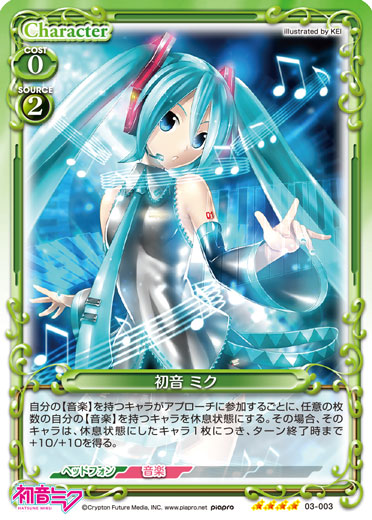 Character
Illustrated by KEI
COST
0
SOURCE
2
01
初音 ミク
自分の【音楽】を持つキャラがアプローチに参加するごとに、任意の枚
数の自分の【音楽】を持つキャラを休息状態にする。その場合、その
キャラは、休息状態にしたキャラ1枚につき、ターン終了時まで
+10/+10を得る。
ヘッドフォン 音楽
初音ミク
HATSUNE MIKU
©Crypton Future Media, INC. www.piapro.net piapro
03-003